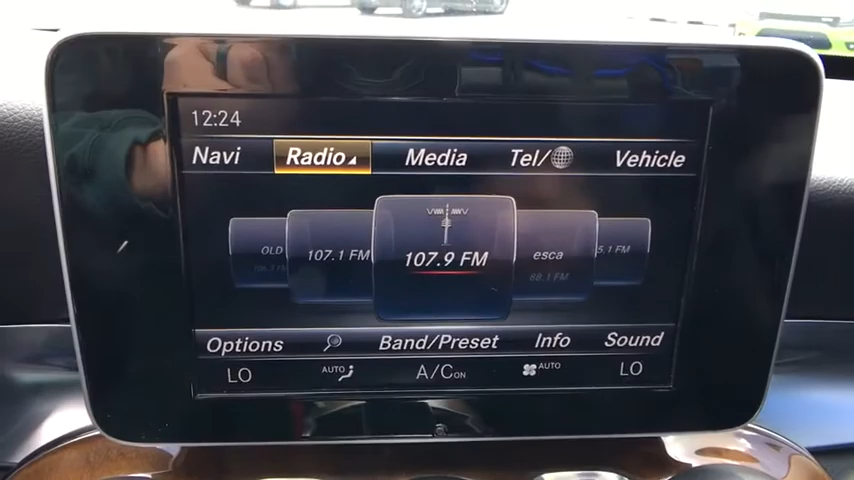 12:24
Navi Radio Media Tel/ Vehicle
OLD 107.1 FM 107.9 FM esca 88.1 FM 5.1 FM
Options Band/Preset Info Sound
LO AUTO A/C ON AUTO LO